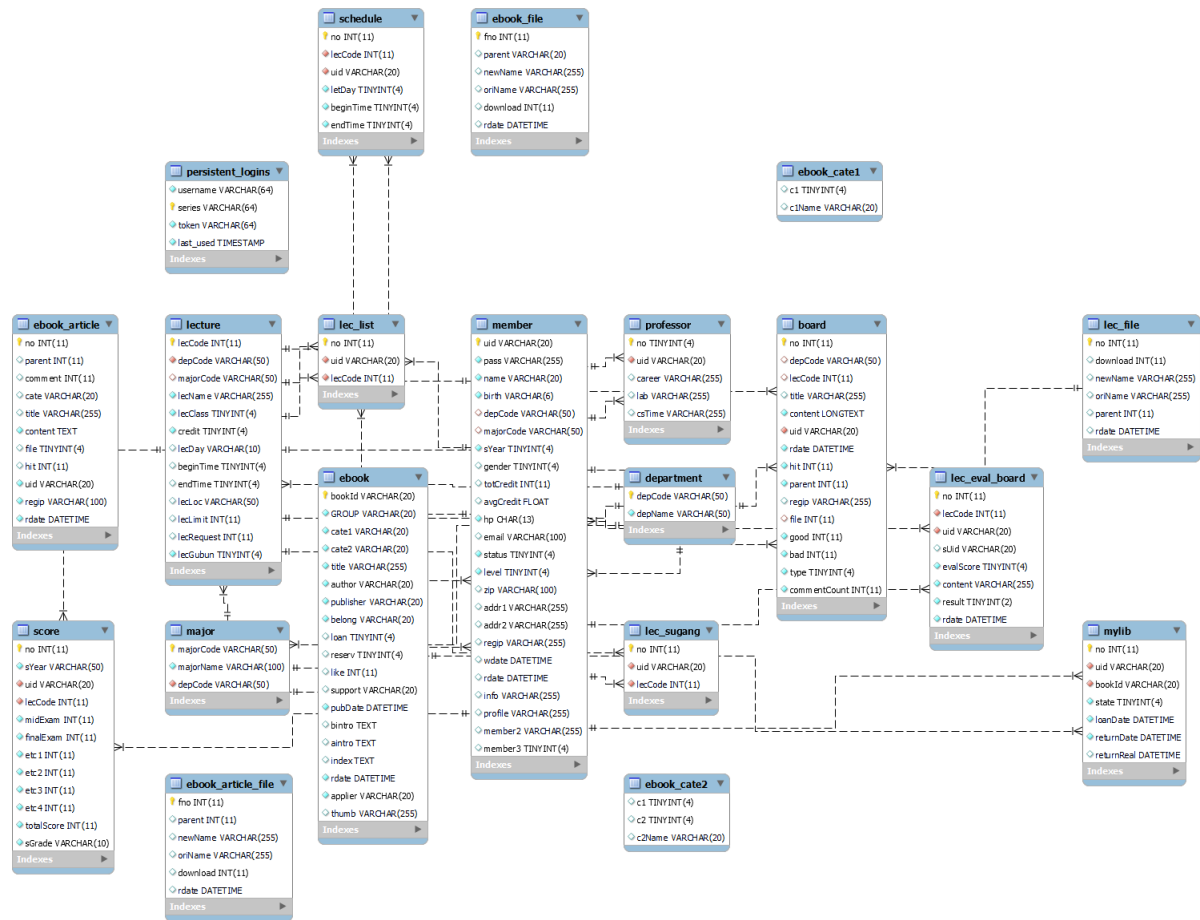 schedule
no INT(11)
lecCode INT(11)
uid VARCHAR(20)
letDay TINYINT(4)
beginTime TINYINT(4)
endTime TINYINT(4)
Indexes
ebook_file
fno INT(11)
parent VARCHAR(20)
newName VARCHAR(255)
oriName VARCHAR(255)
download INT(11)
rdate DATETIME
Indexes
persistent_logins
username VARCHAR(64)
series VARCHAR(64)
token VARCHAR(64)
last_used TIMESTAMP
Indexes
ebook_cate1
c1 TINYINT(4)
c1Name VARCHAR(20)
ebook_article
no INT(11)
parent INT(11)
comment INT(11)
cate VARCHAR(20)
title VARCHAR(255)
content TEXT
file TINYINT(4)
hit INT(11)
uid VARCHAR(20)
regip VARCHAR(100)
rdate DATETIME
Indexes
lecture
lecCode INT(11)
depCode VARCHAR(50)
majorCode VARCHAR(50)
lecName VARCHAR(255)
lecClass TINYINT(4)
credit TINYINT(4)
lecDay VARCHAR(10)
beginTime TINYINT(4)
endTime TINYINT(4)
lecLoc VARCHAR(50)
lecLimit INT(11)
lecRequest INT(11)
lecGubun TINYINT(4)
Indexes
lec_list
no INT(11)
uid VARCHAR(20)
lecCode INT(11)
Indexes
member
uid VARCHAR(20)
pass VARCHAR(255)
name VARCHAR(20)
birth VARCHAR(6)
depCode VARCHAR(50)
majorCode VARCHAR(50)
sYear TINYINT(4)
gender TINYINT(4)
totCredit INT(11)
avgCredit FLOAT
hp CHAR(13)
email VARCHAR(100)
status TINYINT(4)
level TINYINT(4)
zip VARCHAR(100)
addr1 VARCHAR(255)
addr2 VARCHAR(255)
regip VARCHAR(255)
wdate DATETIME
rdate DATETIME
info VARCHAR(255)
profile VARCHAR(255)
member2 VARCHAR(255)
member3 TINYINT(4)
Indexes
professor
no TINYINT(4)
uid VARCHAR(20)
career VARCHAR(255)
lab VARCHAR(255)
csTime VARCHAR(255)
Indexes
board
no INT(11)
depCode VARCHAR(50)
lecCode INT(11)
title VARCHAR(255)
content LONGTEXT
uid VARCHAR(20)
rdate DATETIME
hit INT(11)
parent INT(11)
regip VARCHAR(255)
file INT(11)
good INT(11)
bad INT(11)
type TINYINT(4)
commentCount INT(11)
Indexes
lec_file
fno INT(11)
download INT(11)
newName VARCHAR(255)
oriName VARCHAR(255)
parent INT(11)
rdate DATETIME
Indexes
ebook
bookId VARCHAR(20)
GROUP VARCHAR(20)
cate1 VARCHAR(20)
cate2 VARCHAR(20)
title VARCHAR(255)
author VARCHAR(20)
publisher VARCHAR(20)
belong VARCHAR(20)
loan TINYINT(4)
reserv TINYINT(4)
like INT(11)
support VARCHAR(20)
pubDate DATETIME
bintro TEXT
aintro TEXT
index TEXT
rdate DATETIME
applier VARCHAR(20)
thumb VARCHAR(255)
Indexes
department
depCode VARCHAR(50)
depName VARCHAR(50)
Indexes
lec_eval_board
no INT(11)
lecCode INT(11)
uid VARCHAR(20)
sUid VARCHAR(20)
evalScore TINYINT(4)
content VARCHAR(255)
result TINYINT(2)
rdate DATETIME
Indexes
score
no INT(11)
sYear VARCHAR(50)
uid VARCHAR(20)
lecCode INT(11)
midExam INT(11)
finalExam INT(11)
etc1 INT(11)
etc2 INT(11)
etc3 INT(11)
etc4 INT(11)
totalScore INT(11)
sGrade VARCHAR(10)
Indexes
major
majorCode VARCHAR(50)
majorName VARCHAR(100)
depCode VARCHAR(50)
Indexes
lec_sugang
no INT(11)
uid VARCHAR(20)
lecCode INT(11)
Indexes
mylib
no INT(11)
uid VARCHAR(20)
bookId VARCHAR(20)
state TINYINT(4)
loanDate DATETIME
returnDate DATETIME
returnReal DATETIME
Indexes
ebook_article_file
fno INT(11)
parent INT(11)
newName VARCHAR(255)
oriName VARCHAR(255)
download INT(11)
rdate DATETIME
Indexes
ebook_cate2
c1 TINYINT(4)
c2 TINYINT(4)
c2Name VARCHAR(20)